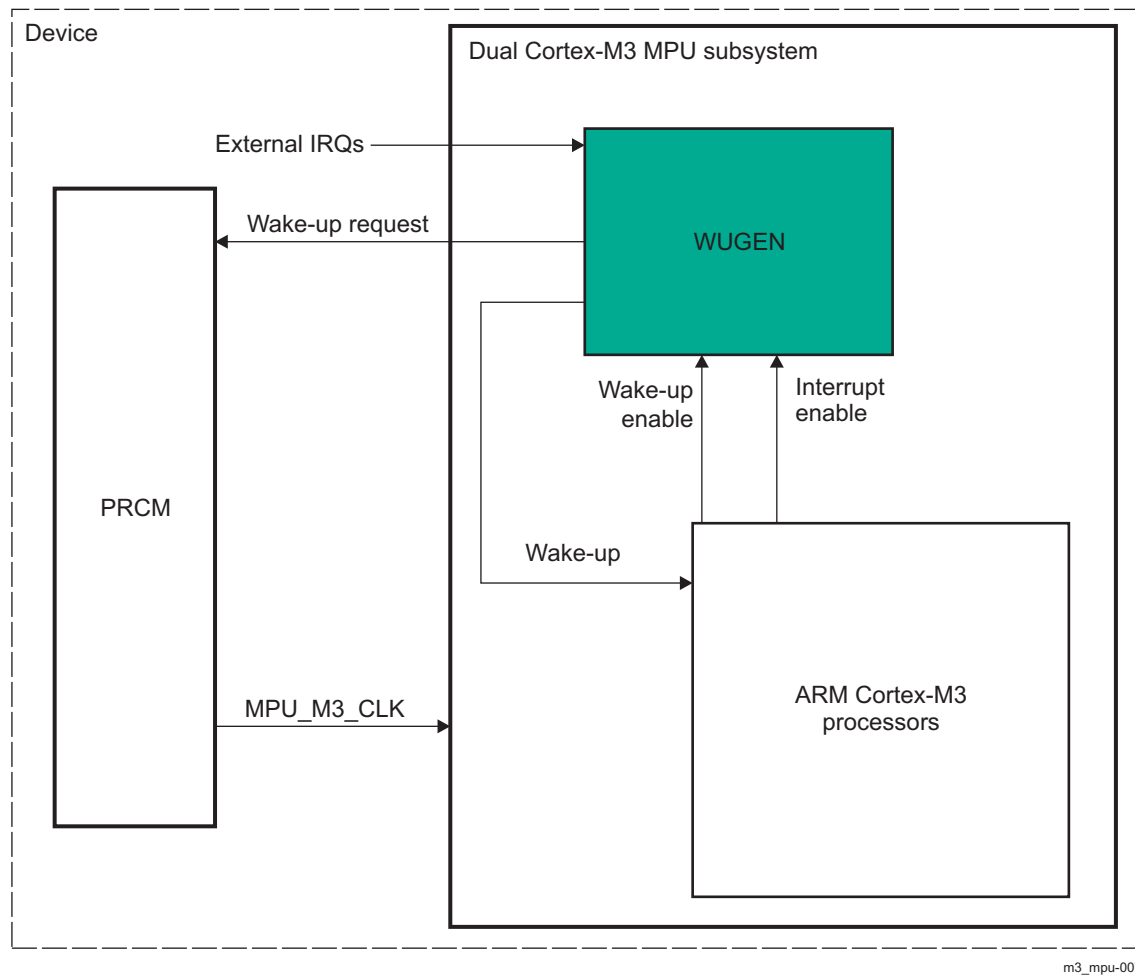 Device
Dual Cortex-M3 MPU subsystem
External IRQs
Wake-up request
WUGEN
Wake-up
enable
Interrupt
enable
PRCM
Wake-up
MPU_M3_CLK
ARM Cortex-M3
processors
m3_mpu-00